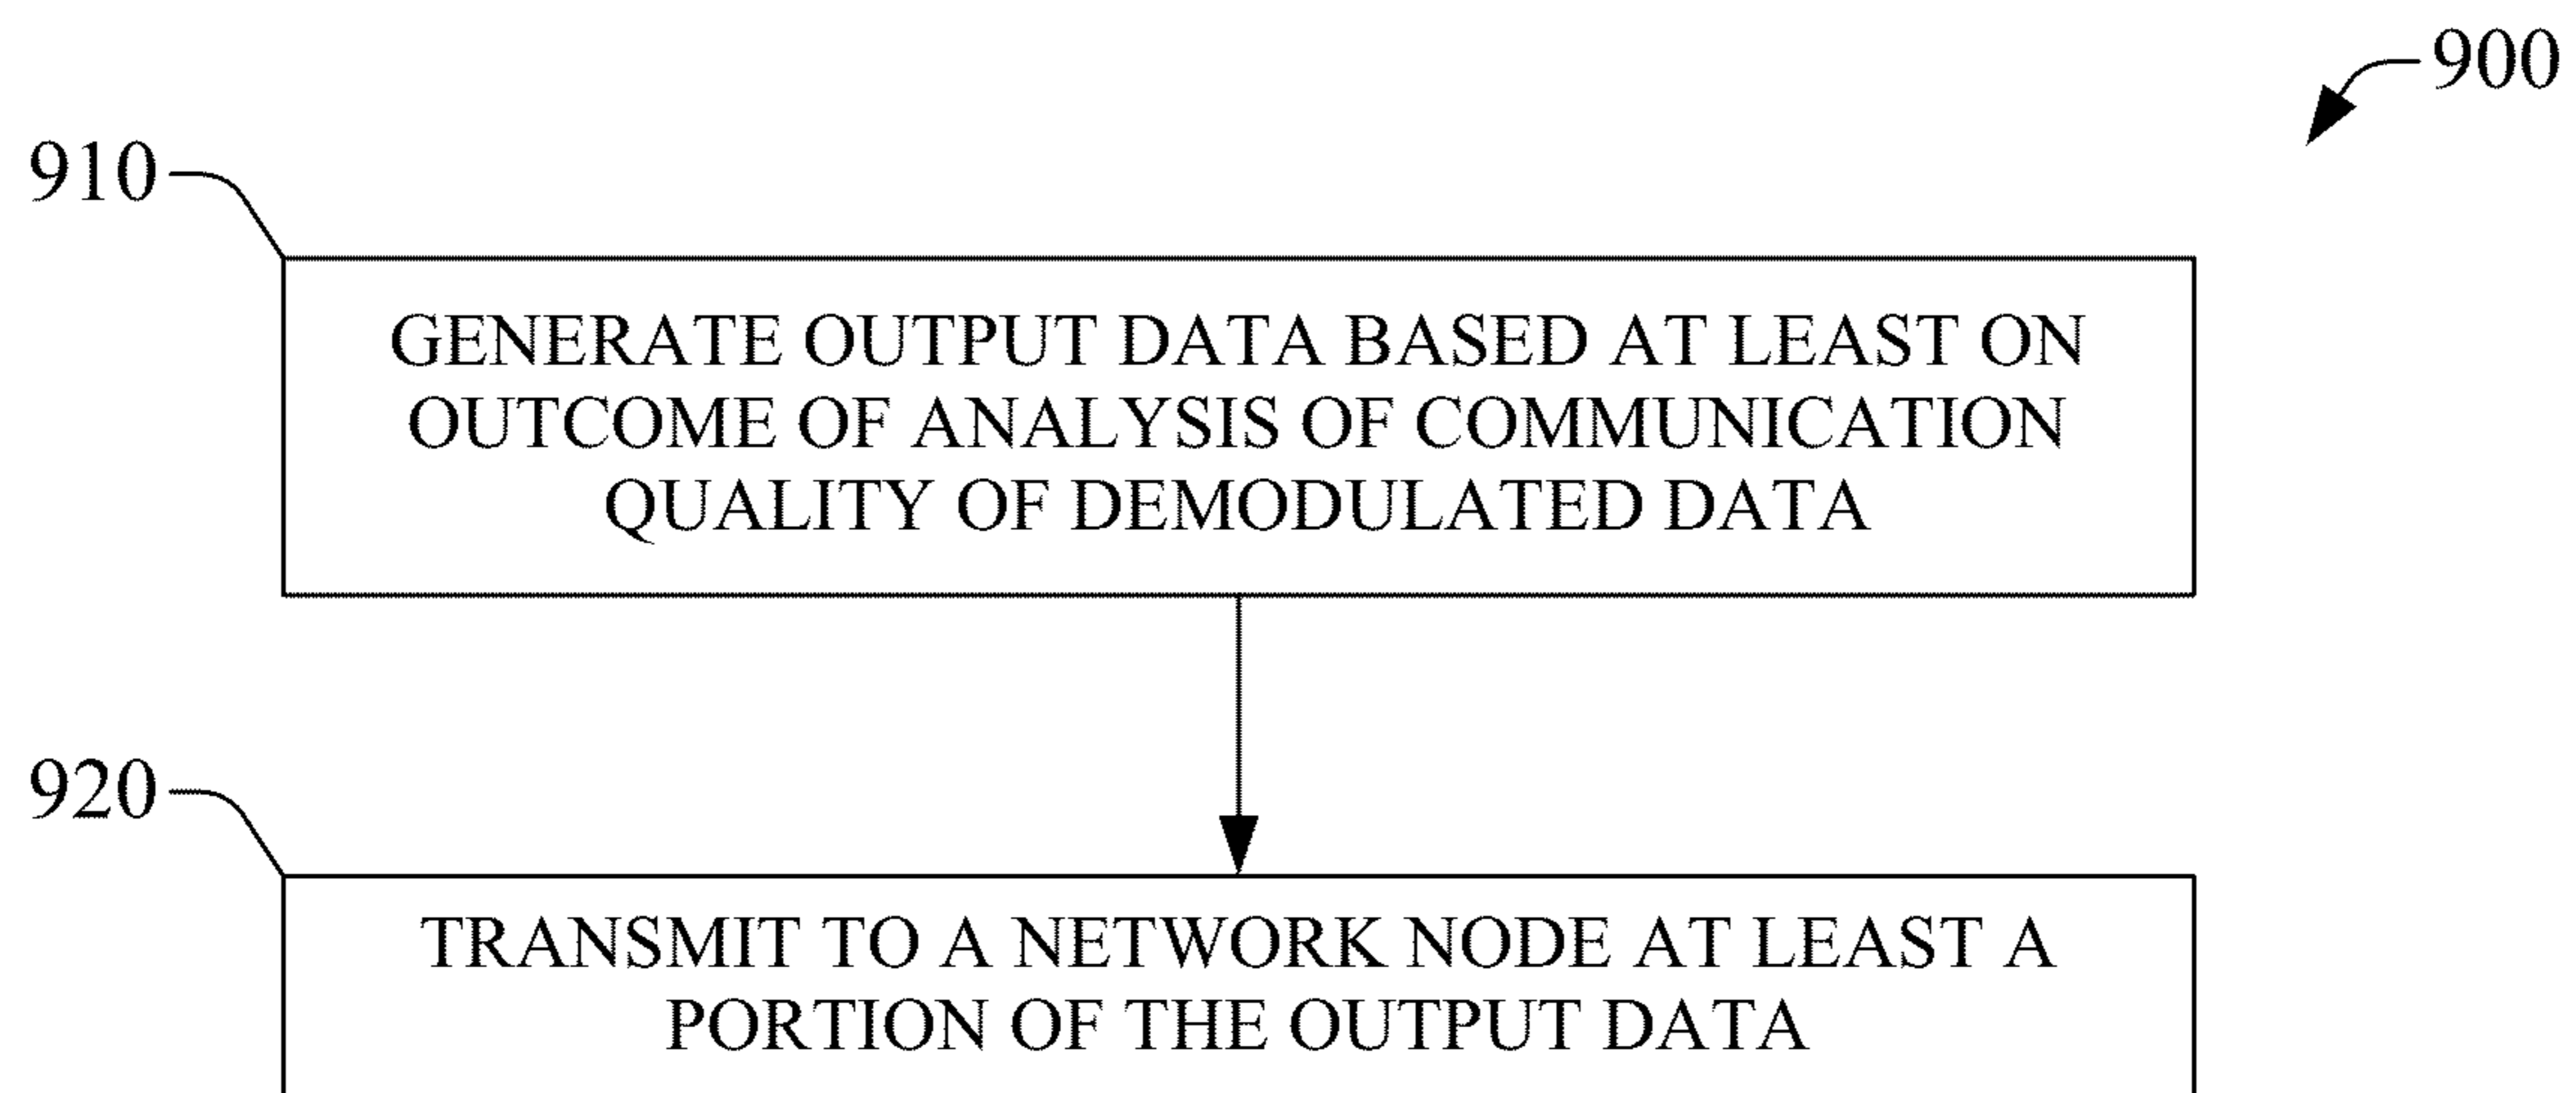 900
910
GENERATE OUTPUT DATA BASED AT LEAST ON
OUTCOME OF ANALYSIS OF COMMUNICATION
QUALITY OF DEMODULATED DATA
920
TRANSMIT TO A NETWORK NODE AT LEAST A
PORTION OF THE OUTPUT DATA